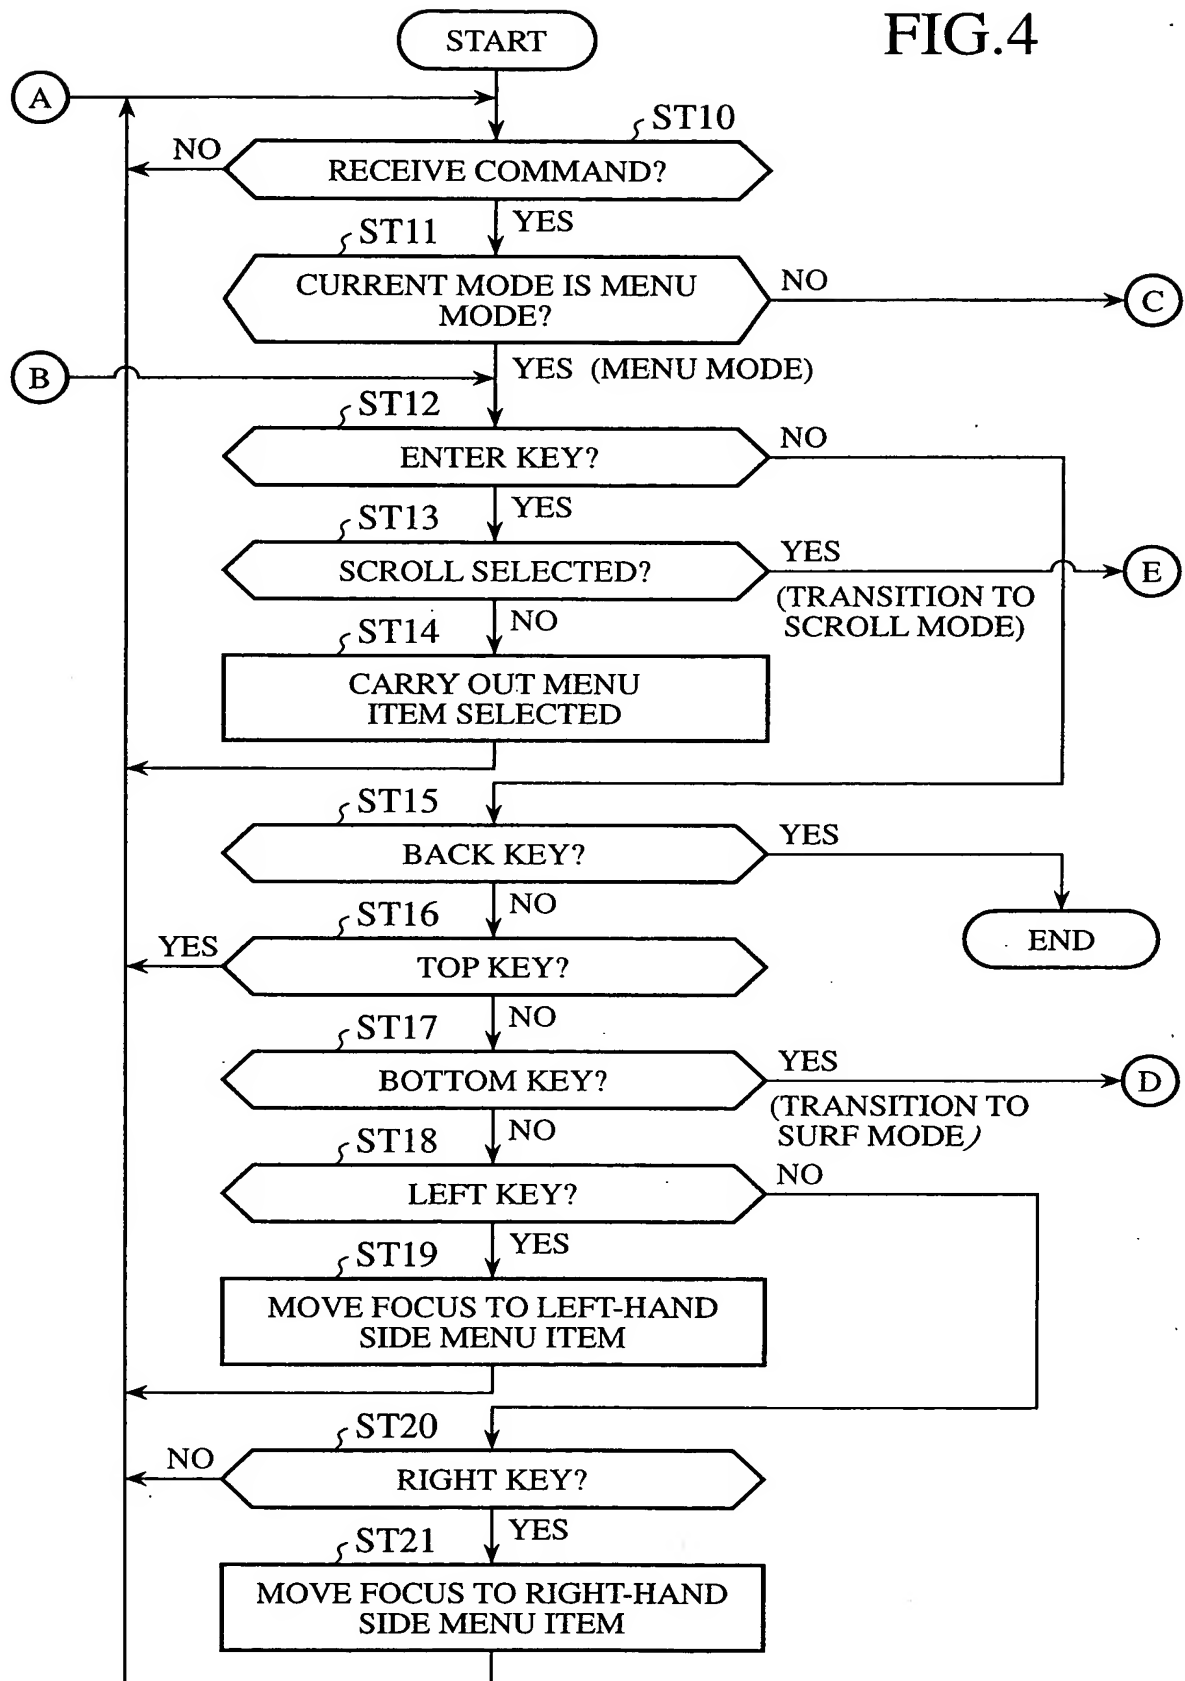 FIG.4
START
A
ST10
NO
RECEIVE COMMAND?
YES
ST11
CURRENT MODE IS MENU
MODE?
NO
C
B
YES (MENU MODE)
ST12
NO
ENTER KEY?
YES
ST13
YES
SCROLL SELECTED?
E
(TRANSITION TO
SCROLL MODE)
NO
ST14
CARRY OUT MENU
ITEM SELECTED
ST15
YES
BACK KEY?
NO
ST16
YES
END
TOP KEY?
NO
ST17
YES
BOTTOM KEY?
D
(TRANSITION TO
SURF MODE)
NO
ST18
NO
LEFT KEY?
YES
ST19
MOVE FOCUS TO LEFT-HAND
SIDE MENU ITEM
ST20
NO
RIGHT KEY?
YES
ST21
MOVE FOCUS TO RIGHT-HAND
SIDE MENU ITEM